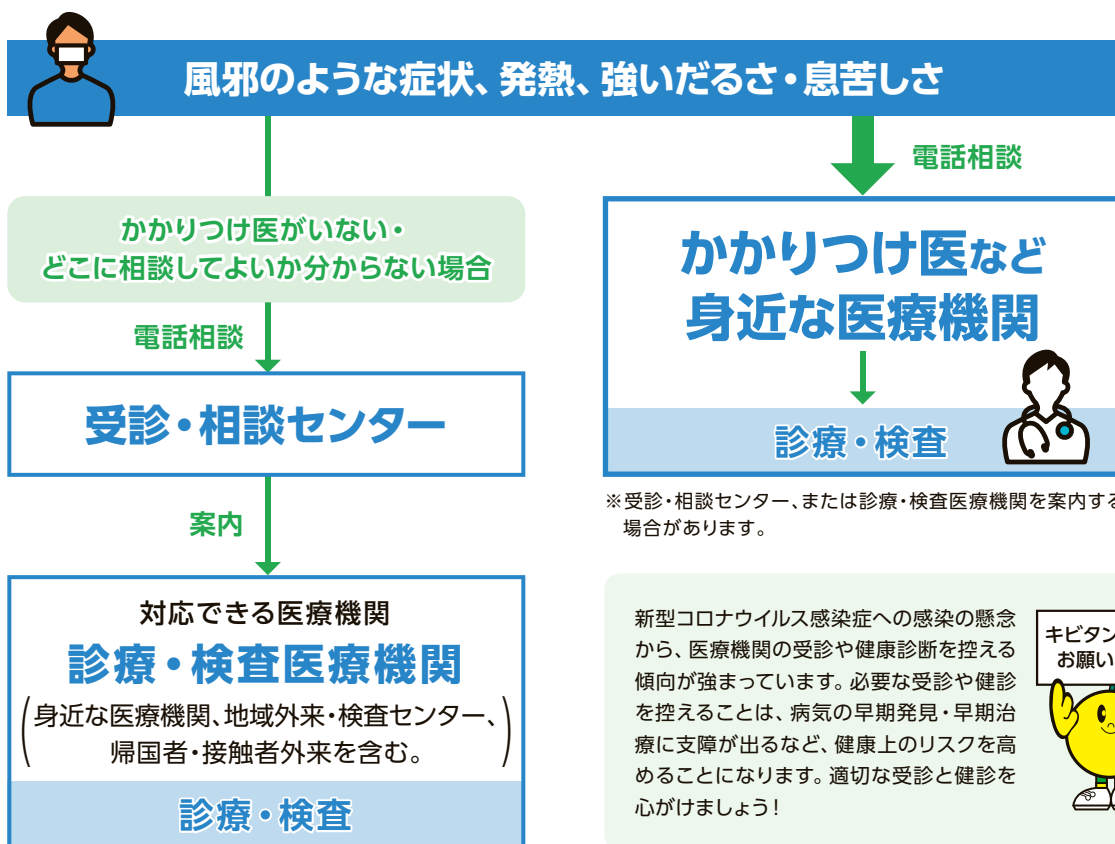 風邪のような症状、発熱、強いだるさ・息苦しさ
かかりつけ医がいない・
どこに相談してよいか分からない場合
電話相談
受診・相談センター
案内
対応できる医療機関
診療・検査医療機関
(身近な医療機関、地域外来・検査センター、
帰国者・接触者外来を含む。)
診療・検査
電話相談
かかりつけ医など
身近な医療機関
診療・検査
※受診・相談センター、または診療・検査医療機関を案内する
場合があります。
新型コロナウイルス感染症への感染の懸念
から、医療機関の受診や健康診断を控える
傾向が強まっています。必要な受診や健診
を控えることは、病気の早期発見・早期治
療に支障が出るなど、健康上のリスクを高
めることになります。適切な受診と健診を
心がけましょう!
キビタン
お願い